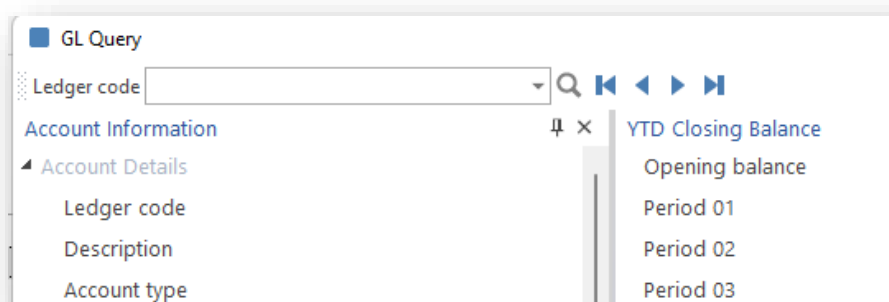 GL Query
Ledger code
Account Information
Account Details
Ledger code
Description
Account type
YTD Closing Balance
Opening balance
Period 01
Period 02
Period 03